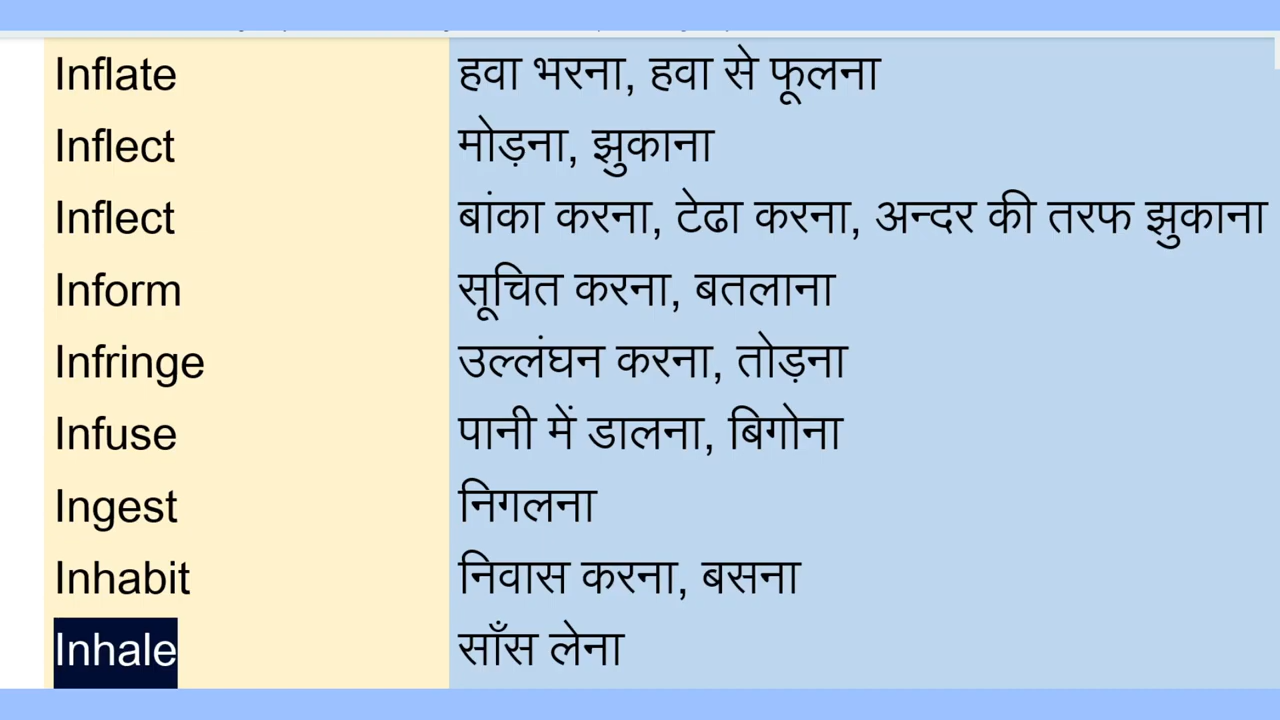 Inflate हवा भरना, हवा से फूलना
Inflect मोड़ना, झुकाना
Inflect बांका करना, टेढा करना, अन्दर की तरफ झुकाना
Inform सूचित करना, बतलाना
Infringe उल्लंघन करना, तोड़ना
Infuse पानी में डालना, बिगोना
Ingest निगलना
Inhabit निवास करना, बसना
Inhale साँस लेना